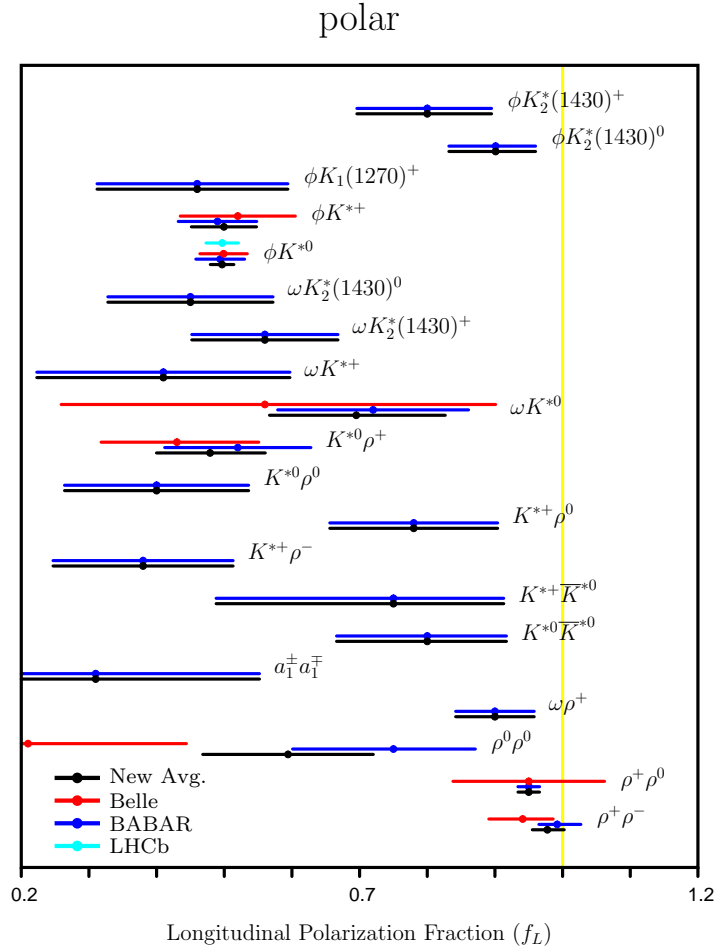 polar
ϕK₂*(1430)⁺
ϕK₂*(1430)⁰
ϕK₁(1270)⁺
ϕK*⁺
ϕK*⁰
ωK₂*(1430)⁰
ωK₂*(1430)⁺
ωK*⁺
ωK*⁰
K*⁰ρ⁺
K*⁰ρ⁰
K*⁺ρ⁰
K*⁺ρ⁻
K*⁺K̅*⁰
K*⁰K̅*⁰
a₁^±a₁^∓
ωρ⁺
ρ⁰ρ⁰
ρ⁺ρ⁰
ρ⁺ρ⁻
New Avg.
Belle
BABAR
LHCb
0.2 0.7 1.2
Longitudinal Polarization Fraction (f_L)